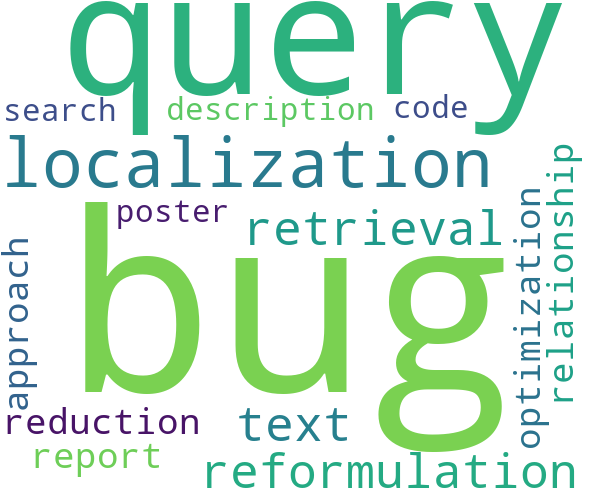 query
search
description
code
localization
poster
retrieval
bug
approach
optimization
relationship
reduction
text
report
reformulation